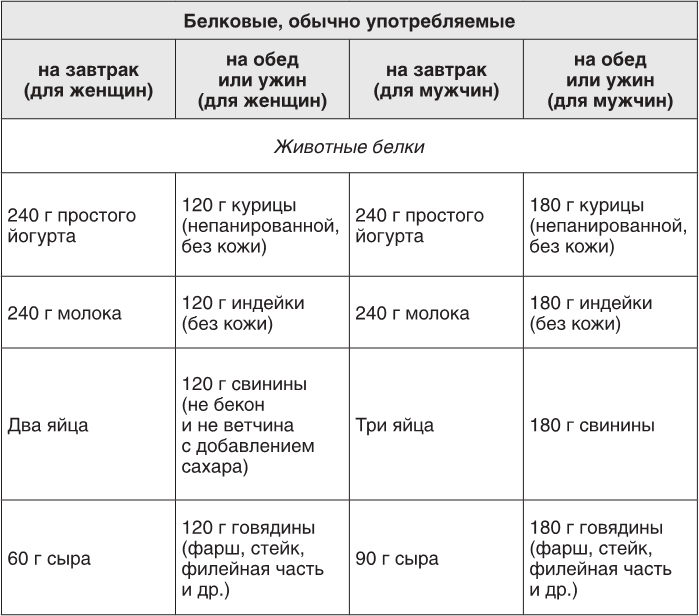 Белковые, обычно употребляемые
на завтрак
(для женщин)
на обед
или ужин
(для женщин)
на завтрак
(для мужчин)
на обед
или ужин
(для мужчин)
Животные белки
240 г простого
йогурта
120 г курицы
(непанированной,
без кожи)
240 г простого
йогурта
180 г курицы
(непанированной,
без кожи)
240 г молока
120 г индейки
(без кожи)
240 г молока
180 г индейки
(без кожи)
Два яйца
120 г свинины
(не бекон
и не ветчина
с добавлением
сахара)
Три яйца
180 г свинины
60 г сыра
120 г говядины
(фарш, стейк,
филейная часть
и др.)
90 г сыра
180 г говядины
(фарш, стейк,
филейная часть
и др.)